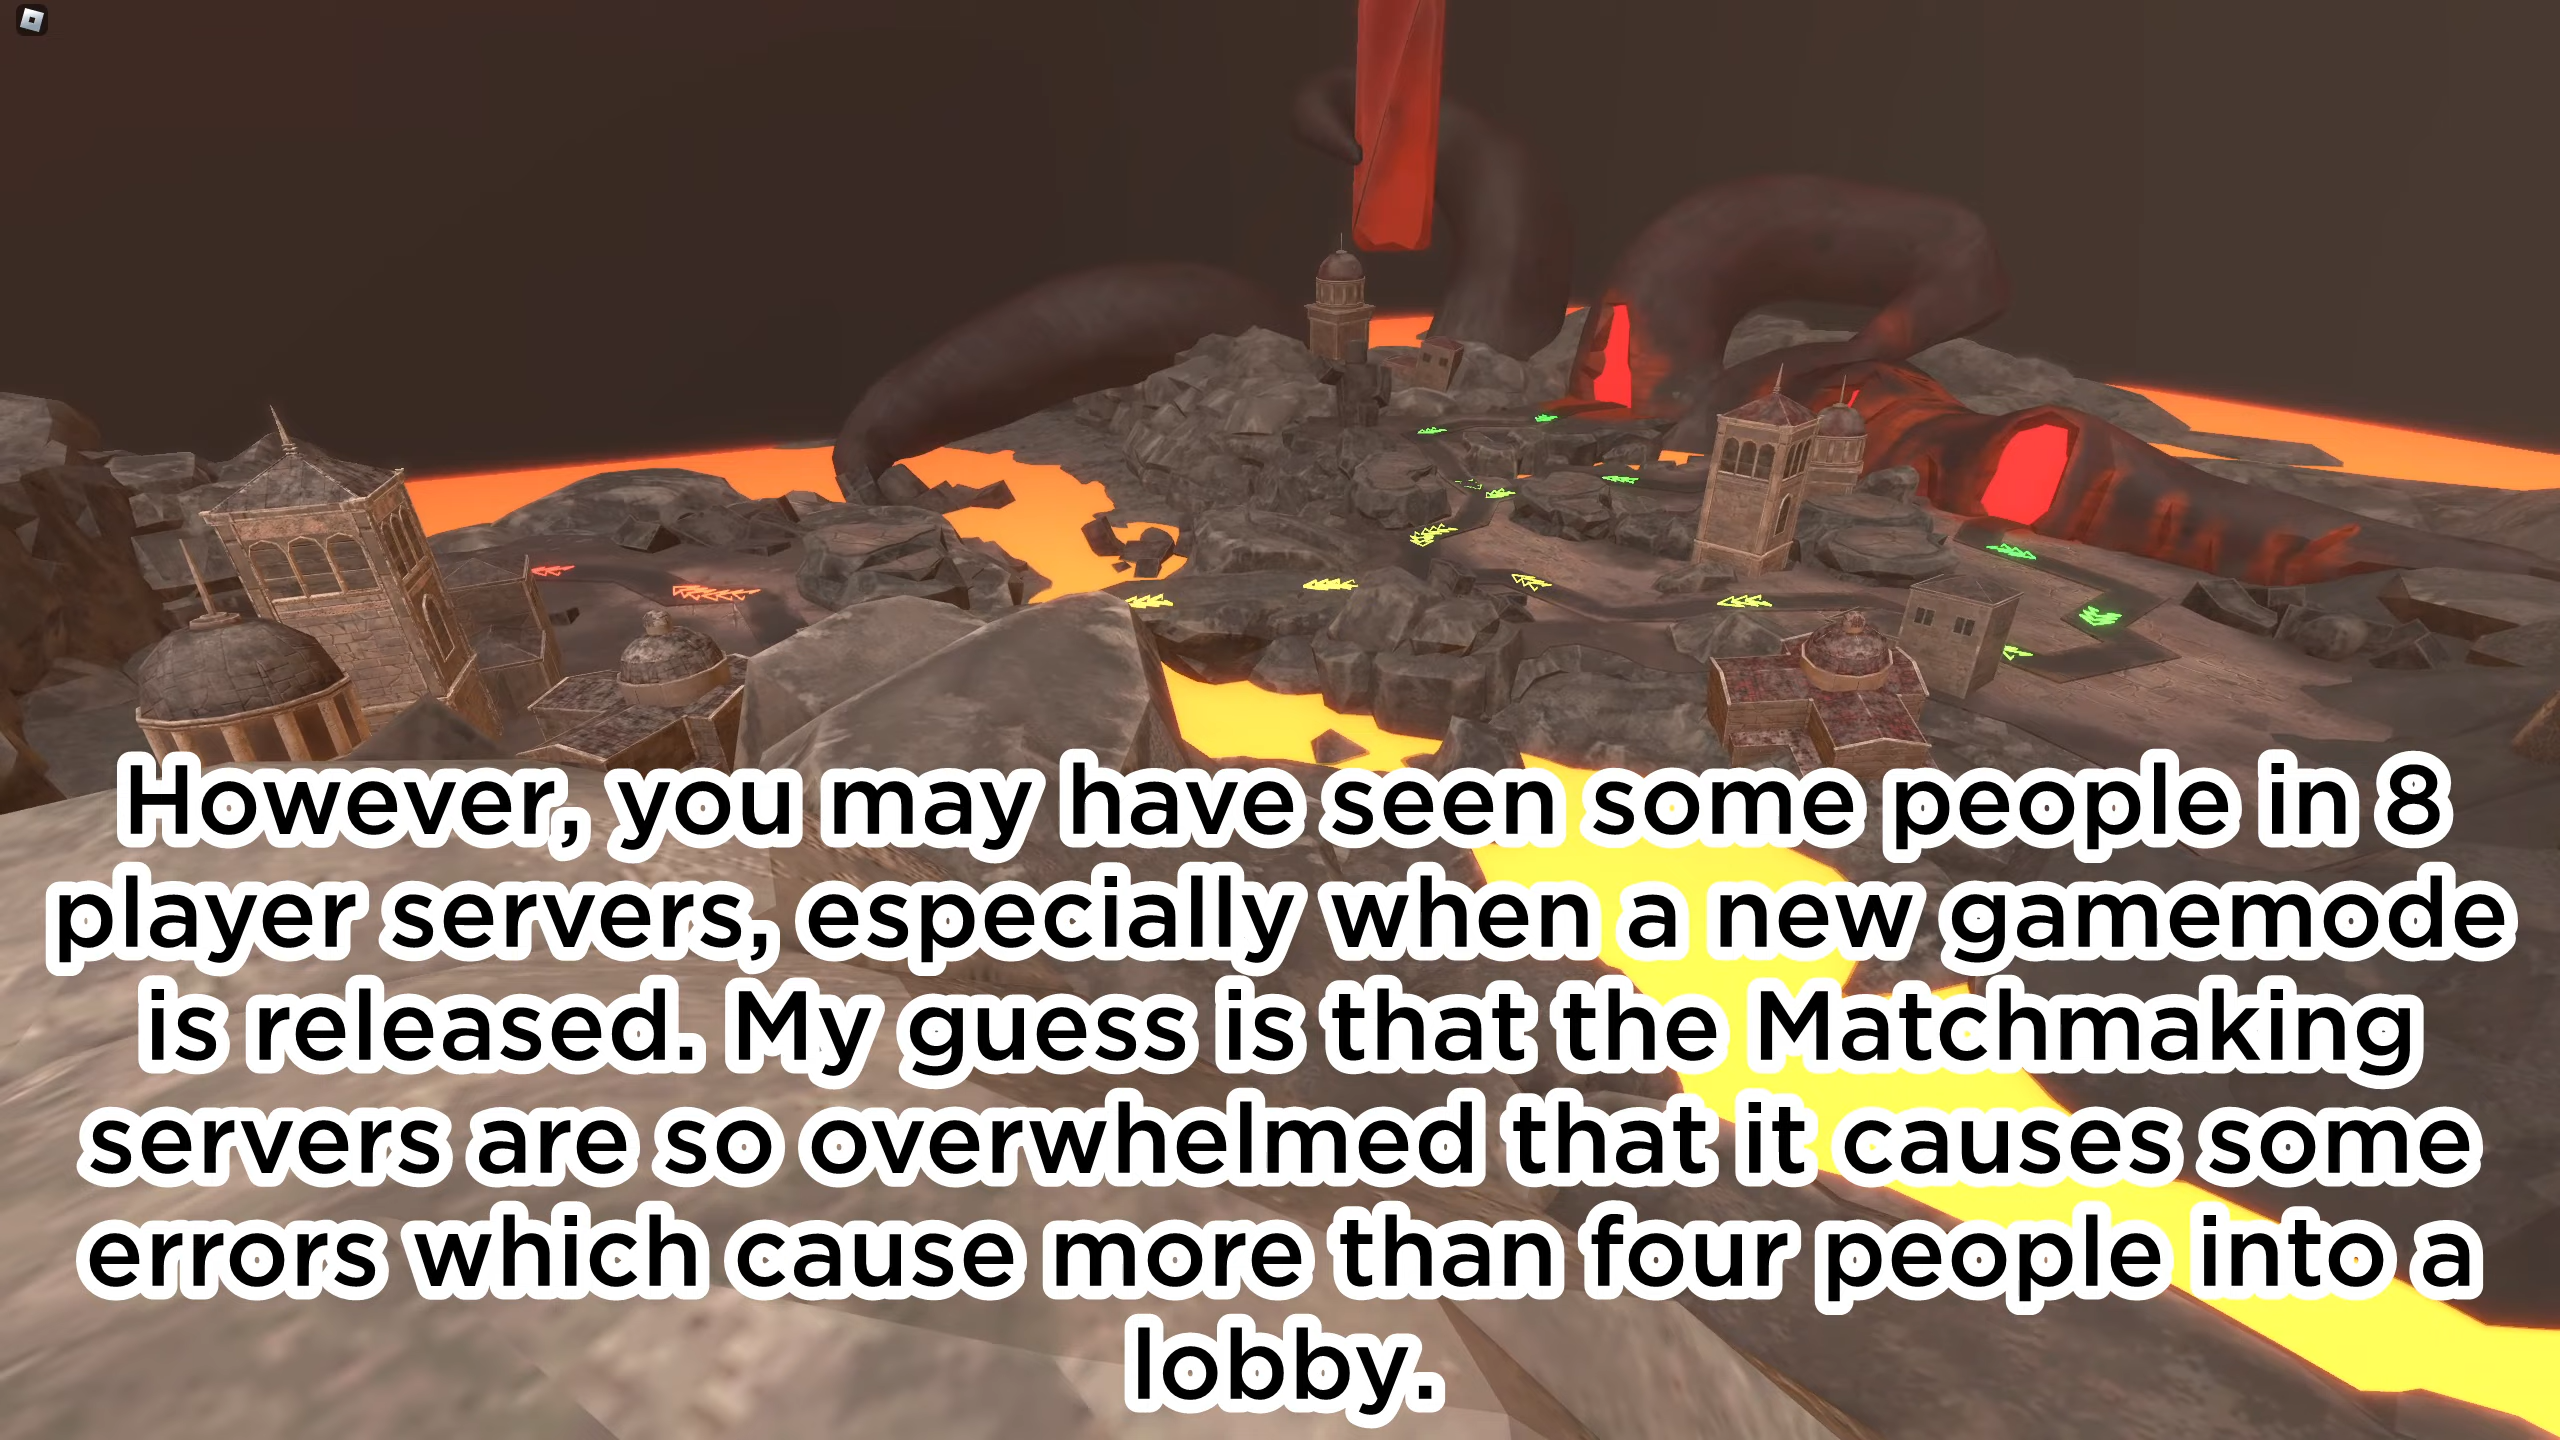 However, you may have seen some people in 8
player servers, especially when a new gamemode
is released. My guess is that the Matchmaking
servers are so overwhelmed that it causes some
errors which cause more than four people into a
lobby.